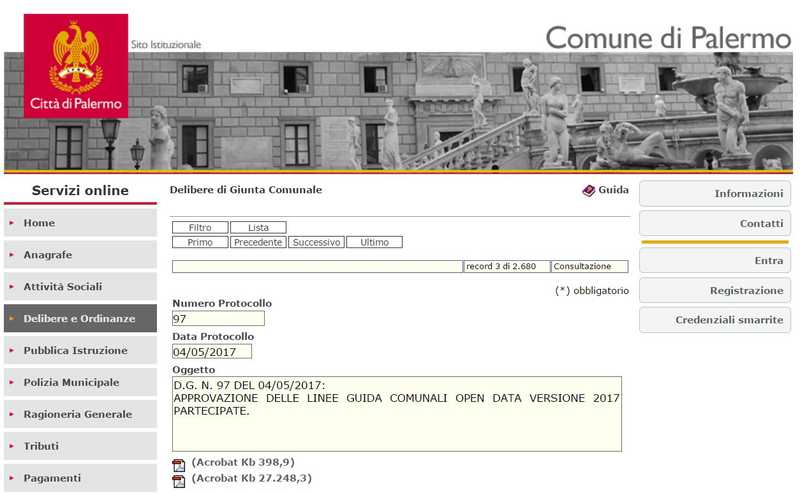 Sito Istituzionale
Comune di Palermo
Città di Palermo
Servizi online
Home
Anagrafe
Attività Sociali
Delibere e Ordinanze
Pubblica Istruzione
Polizia Municipale
Ragioneria Generale
Tributi
Pagamenti
Delibere di Giunta Comunale
Guida
Filtro Lista
Primo Precedente Successivo Ultimo
record 3 di 2.680 Consultazione
(*) obbligatorio
Numero Protocollo
97
Data Protocollo
04/05/2017
Oggetto
D.G. N. 97 DEL 04/05/2017:
APPROVAZIONE DELLE LINEE GUIDA COMUNALI OPEN DATA VERSIONE 2017
PARTECIPATE.
(Acrobat Kb 398,9)
(Acrobat Kb 27.248,3)
Informazioni
Contatti
Entra
Registrazione
Credenziali smarrite